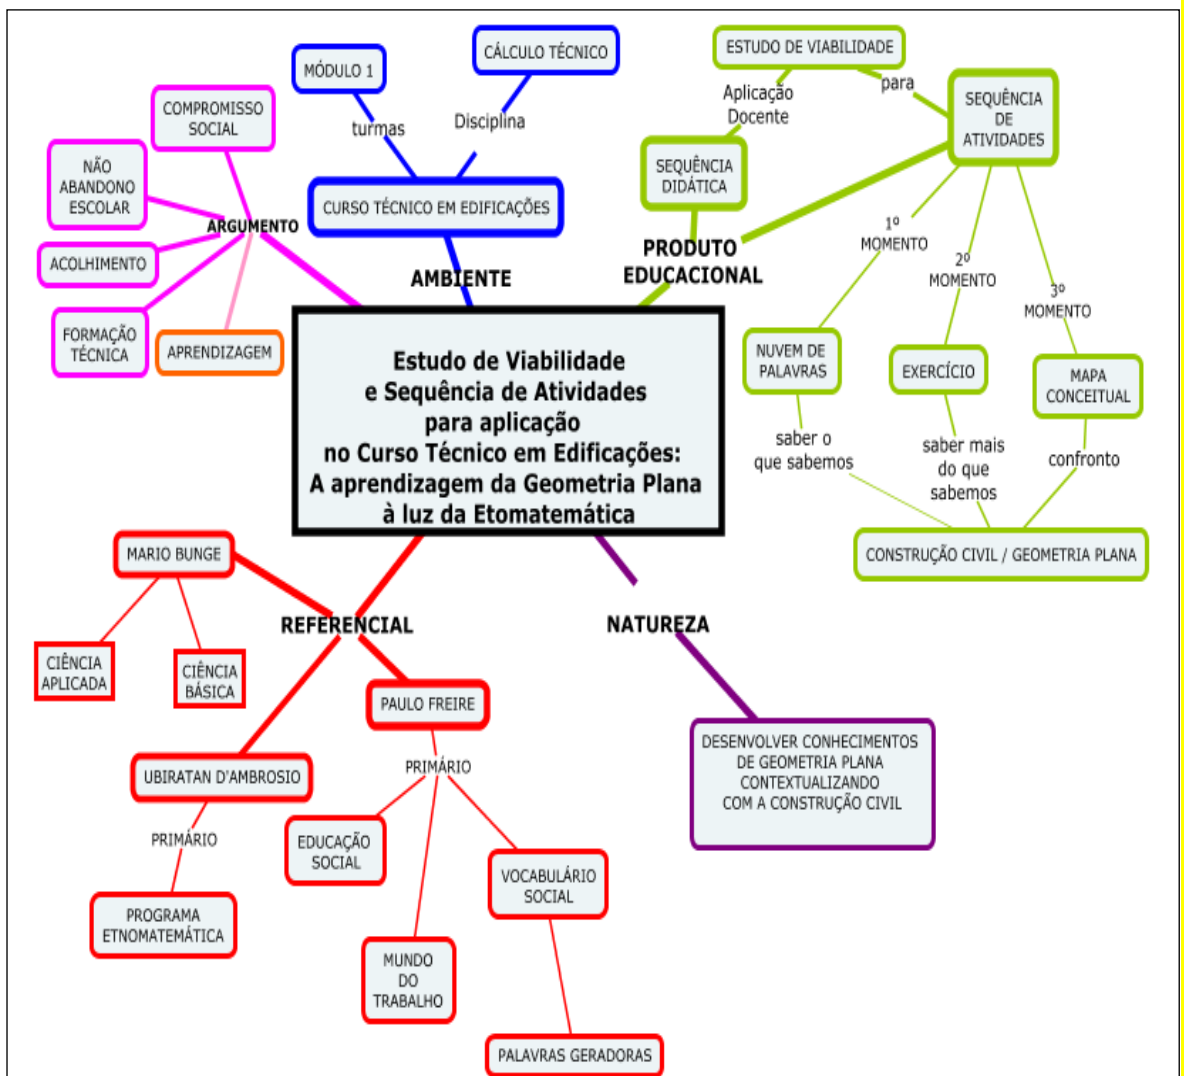 CÁLCULO TÉCNICO
MÓDULO 1
turmas
Disciplina
CURSO TÉCNICO EM EDIFICAÇÕES
AMBIENTE
COMPROMISSO
SOCIAL
NÃO
ABANDONO
ESCOLAR
ARGUMENTO
ACOLHIMENTO
FORMAÇÃO
TÉCNICA
APRENDIZAGEM
ESTUDO DE VIABILIDADE
Aplicação
Docente
para
SEQUÊNCIA
DE
ATIVIDADES
SEQUÊNCIA
DIDÁTICA
PRODUTO
EDUCACIONAL
1º
MOMENTO
2º
MOMENTO
3º
MOMENTO
NUVEM DE
PALAVRAS
EXERCÍCIO
MAPA
CONCEITUAL
saber o
que sabemos
saber mais
do que
sabemos
confronto
CONSTRUÇÃO CIVIL / GEOMETRIA PLANA
Estudo de Viabilidade
e Sequência de Atividades
para aplicação
no Curso Técnico em Edificações:
A aprendizagem da Geometria Plana
à luz da Etomatemática
MARIO BUNGE
REFERENCIAL
CIÊNCIA
APLICADA
CIÊNCIA
BÁSICA
PAULO FREIRE
UBIRATAN D'AMBROSIO
PRIMÁRIO
PROGRAMA
ETNOMATEMÁTICA
PRIMÁRIO
EDUCAÇÃO
SOCIAL
VOCABULÁRIO
SOCIAL
MUNDO
DO
TRABALHO
PALAVRAS GERADORAS
NATUREZA
DESENVOLVER CONHECIMENTOS
DE GEOMETRIA PLANA
CONTEXTUALIZANDO
COM A CONSTRUÇÃO CIVIL